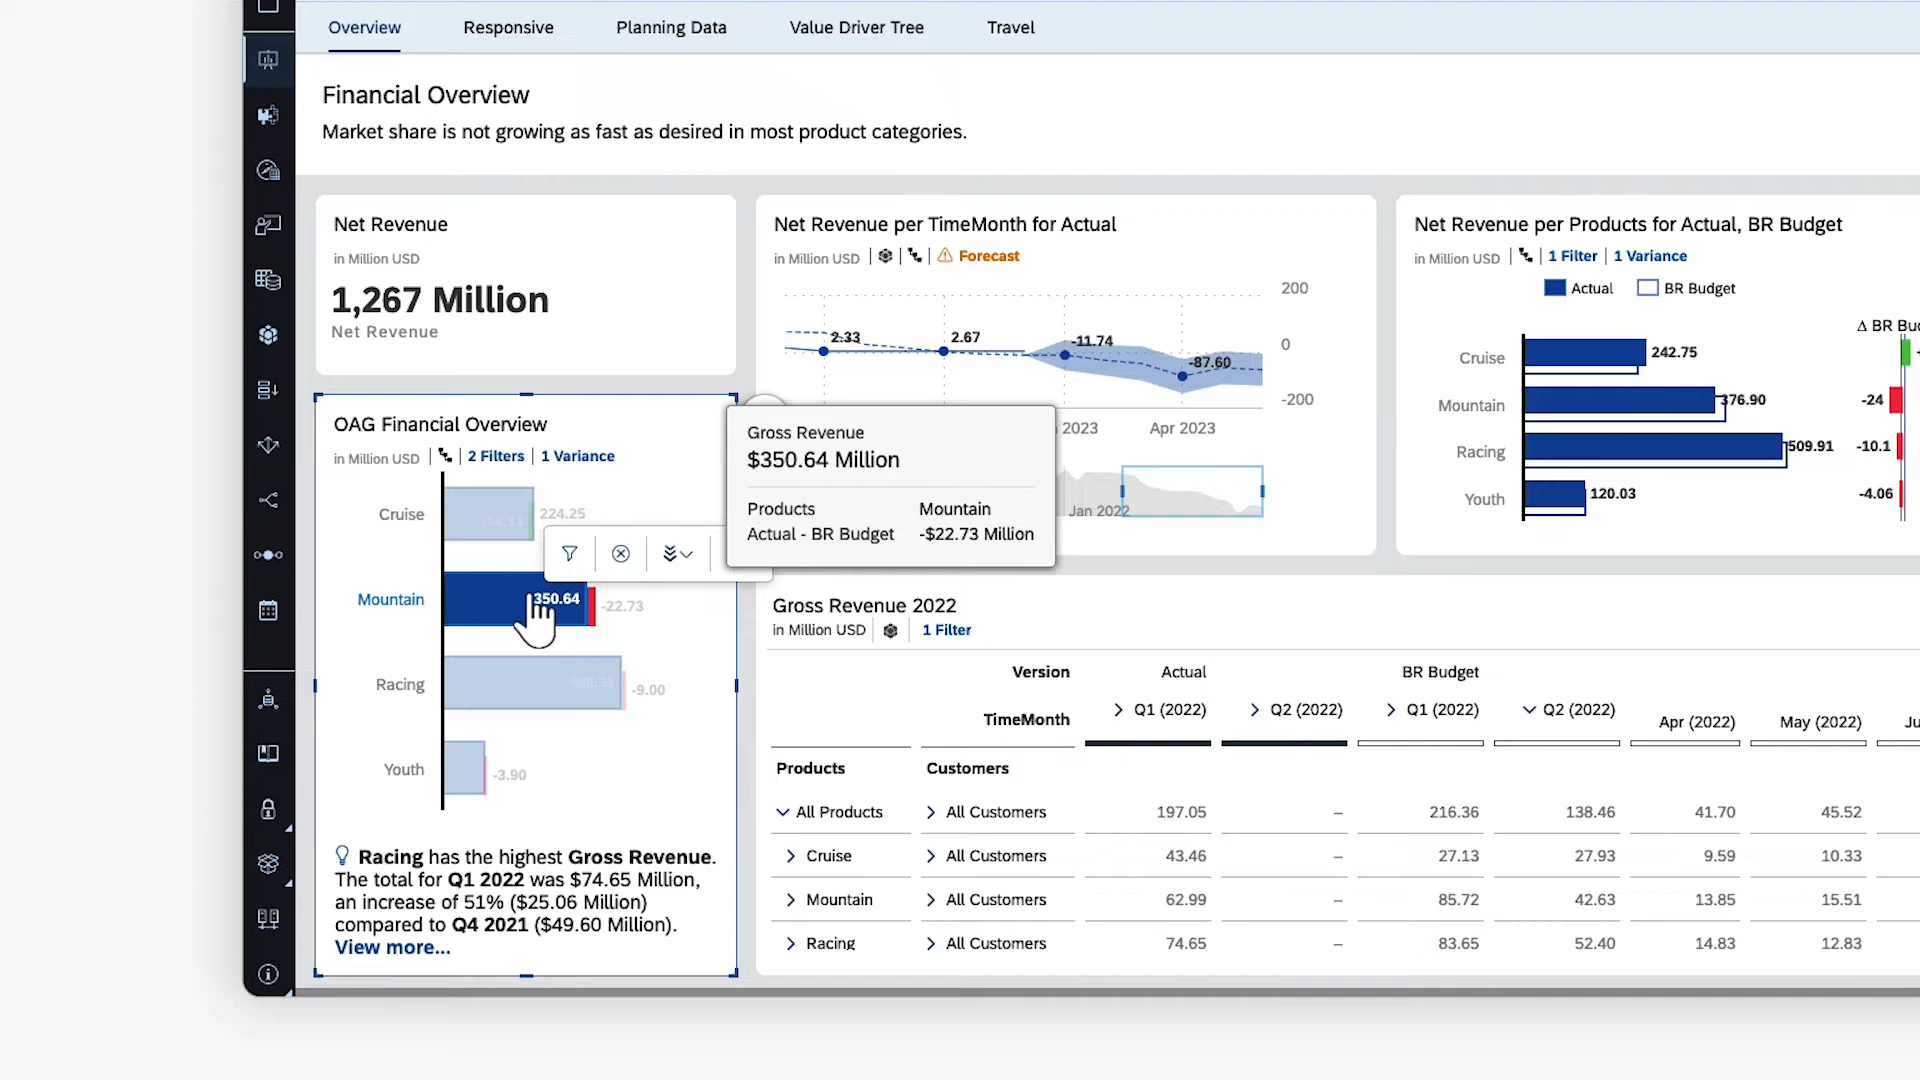 Overview Responsive Planning Data Value Driver Tree Travel
Financial Overview
Market share is not growing as fast as desired in most product categories.
Net Revenue
in Million USD
1,267 Million
Net Revenue
Net Revenue per TimeMonth for Actual
in Million USD Forecast
200
2.33 2.67 -11.74 0
-87.60
-200
2023 Apr 2023
Jan 2022
Net Revenue per Products for Actual, BR Budget
in Million USD 1 Filter 1 Variance
Actual BR Budget
Δ BR
Cruise 242.75
Mountain 376.90 -24
Racing 509.91 -10.1
Youth 120.03 -4.06
OAG Financial Overview
in Million USD 2 Filters 1 Variance
Cruise 224.25
Mountain 350.64 -22.73
Racing -9.00
Youth -3.90
Gross Revenue
$350.64 Million
Products Mountain
Actual - BR Budget -$22.73 Million
Racing has the highest Gross Revenue.
The total for Q1 2022 was $74.65 Million,
an increase of 51% ($25.06 Million)
compared to Q4 2021 ($49.60 Million).
View more...
Gross Revenue 2022
in Million USD 1 Filter
Version Actual BR Budget
TimeMonth Q1 (2022) Q2 (2022) Q1 (2022) Q2 (2022) Apr (2022) May (2022)
Products Customers
All Products All Customers 197.05 – 216.36 138.46 41.70 45.52
Cruise All Customers 43.46 – 27.13 27.93 9.59 10.33
Mountain All Customers 62.99 – 85.72 42.63 13.85 15.51
Racing All Customers 74.65 – 83.65 52.40 14.83 12.83